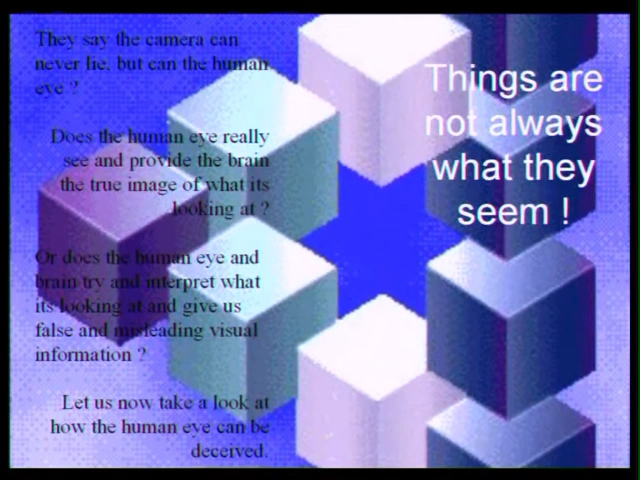 They say the camera can
never lie, but can the human
eye ?
Does the human eye really
see and provide the brain
the true image of what its
looking at ?
Or does the human eye and
brain try and interpret what
its looking at and give us
false and misleading visual
information ?
Let us now take a look at
how the human eye can be
deceived.
Things are
not always
what they
seem !